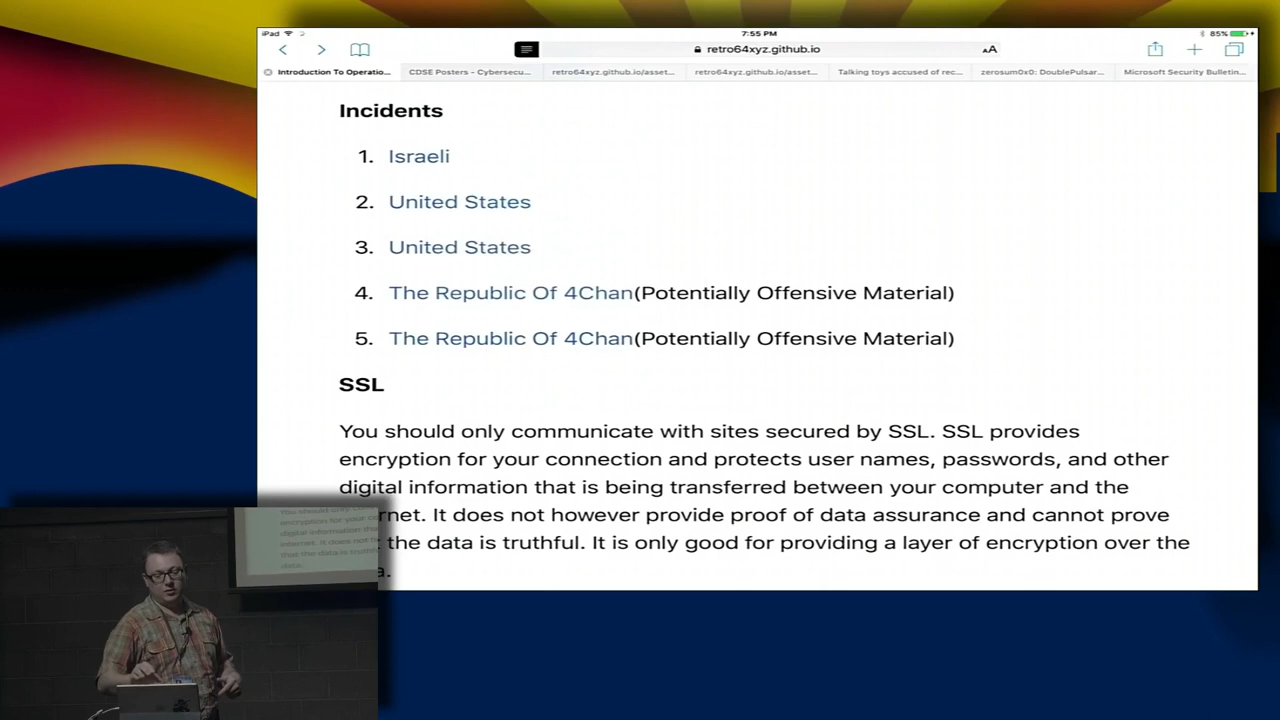 iPad
7:55 PM
85%
retro64xyz.github.io
AA
Introduction To Operatio...
CDSE Posters - Cybersecu...
retro64xyz.github.io/asset...
retro64xyz.github.io/asset...
Talking toys accused of rec...
zerosum0x0: DoublePulsar...
Microsoft Security Bulletin...
Incidents
1. Israeli
2. United States
3. United States
4. The Republic Of 4Chan(Potentially Offensive Material)
5. The Republic Of 4Chan(Potentially Offensive Material)
SSL
You should only communicate with sites secured by SSL. SSL provides
encryption for your connection and protects user names, passwords, and other
digital information that is being transferred between your computer and the
rnet. It does not however provide proof of data assurance and cannot prove
the data is truthful. It is only good for providing a layer of encryption over the
a.